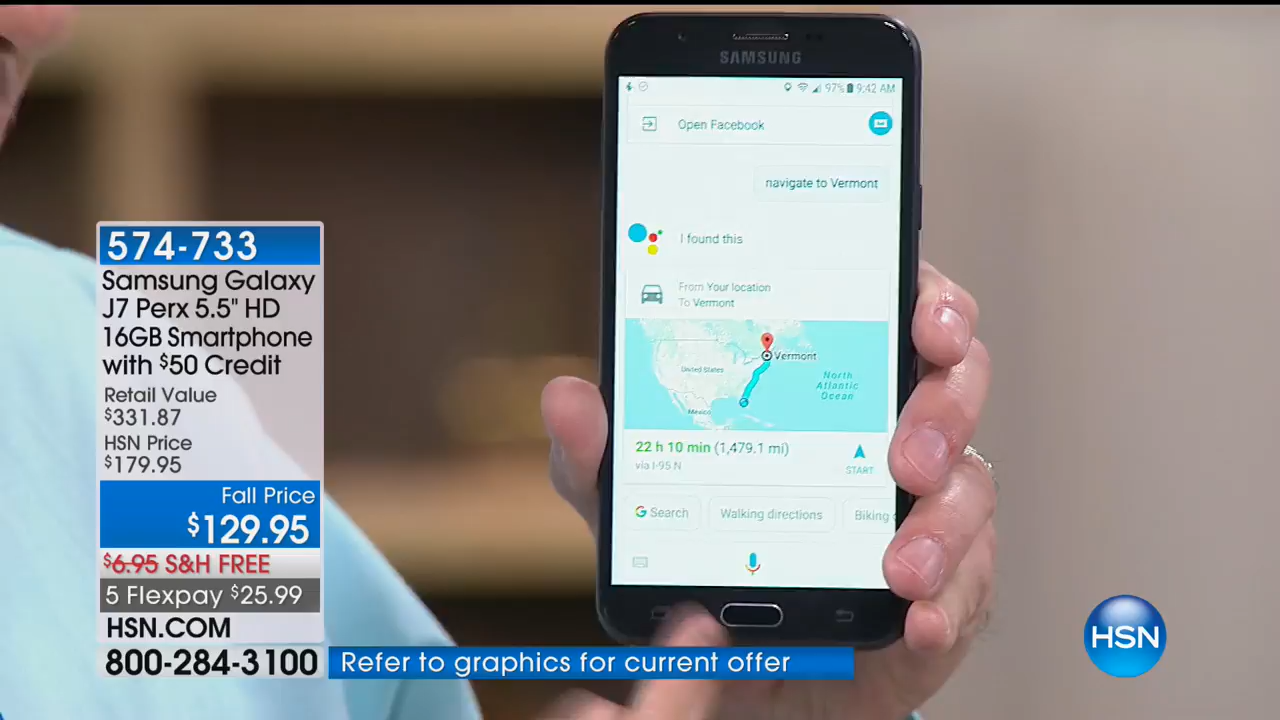 574-733
Samsung Galaxy
J7 Perx 5.5" HD
16GB Smartphone
with $50 Credit
Retail Value
$331.87
HSN Price
$179.95
Fall Price
$129.95
$6.95 S&H FREE
5 Flexpay $25.99
HSN.COM
800-284-3100
Refer to graphics for current offer
SAMSUNG
97% 9:42 AM
Open Facebook
navigate to Vermont
I found this
From Your location
To Vermont
Vermont
United States
North
Atlantic
Ocean
Mexico
22 h 10 min (1,479.1 mi)
via I-95 N
START
G Search
Walking directions
Biking
HSN